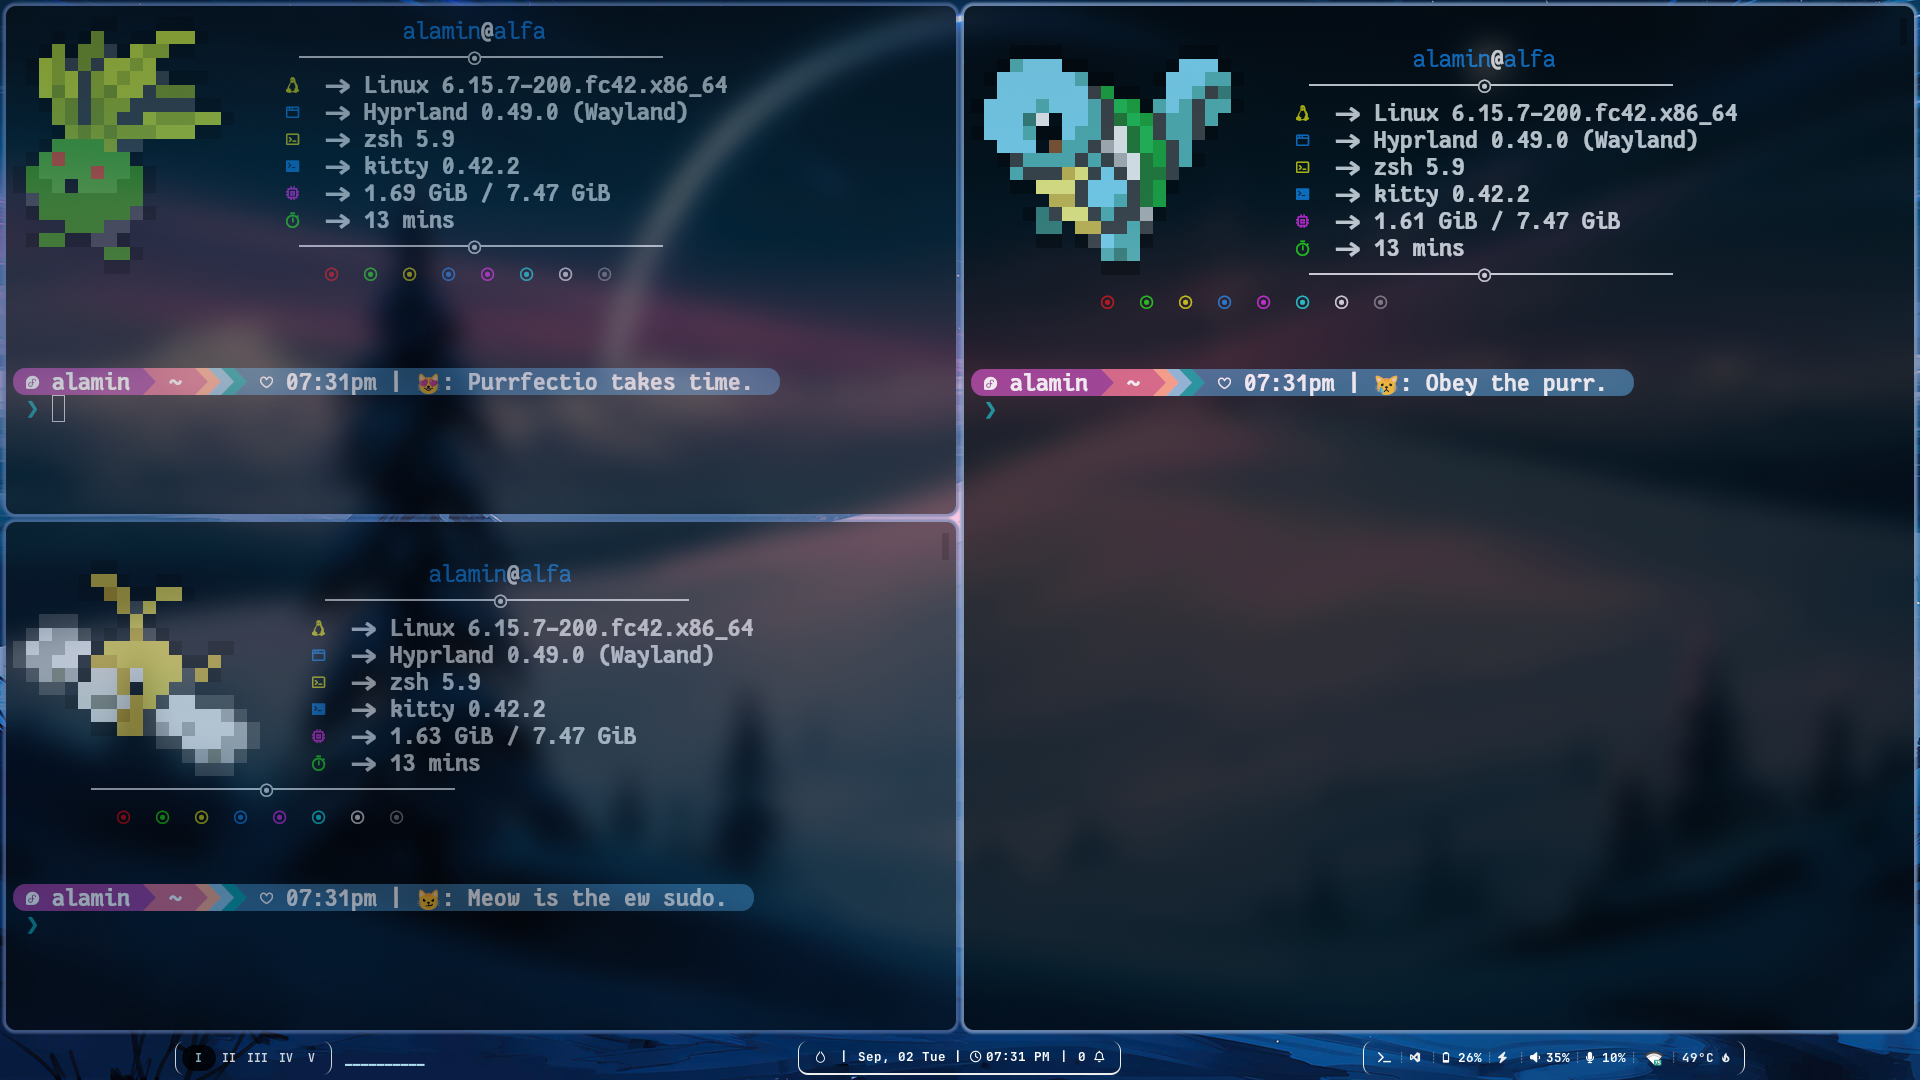 alamin@alfa
Linux 6.15.7-200.fc42.x86_64
Hyprland 0.49.0 (Wayland)
zsh 5.9
kitty 0.42.2
1.69 GiB / 7.47 GiB
13 mins
alamin ~ 07:31pm | 😻: Purrfectio takes time.
❯
alamin@alfa
Linux 6.15.7-200.fc42.x86_64
Hyprland 0.49.0 (Wayland)
zsh 5.9
kitty 0.42.2
1.63 GiB / 7.47 GiB
13 mins
alamin ~ 07:31pm | 😼: Meow is the ew sudo.
❯
alamin@alfa
Linux 6.15.7-200.fc42.x86_64
Hyprland 0.49.0 (Wayland)
zsh 5.9
kitty 0.42.2
1.61 GiB / 7.47 GiB
13 mins
alamin ~ 07:31pm | 😿: Obey the purr.
❯
I II III IV V
| Sep, 02 Tue | 07:31 PM | 0
26% 35% 10% 49°C